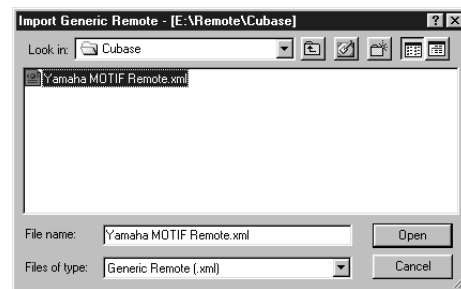 Import Generic Remote - [E:\Remote\Cubase]
Look in: Cubase
Yamaha MOTIF Remote.xml
File name: Yamaha MOTIF Remote.xml Open
Files of type: Generic Remote (.xml) Cancel